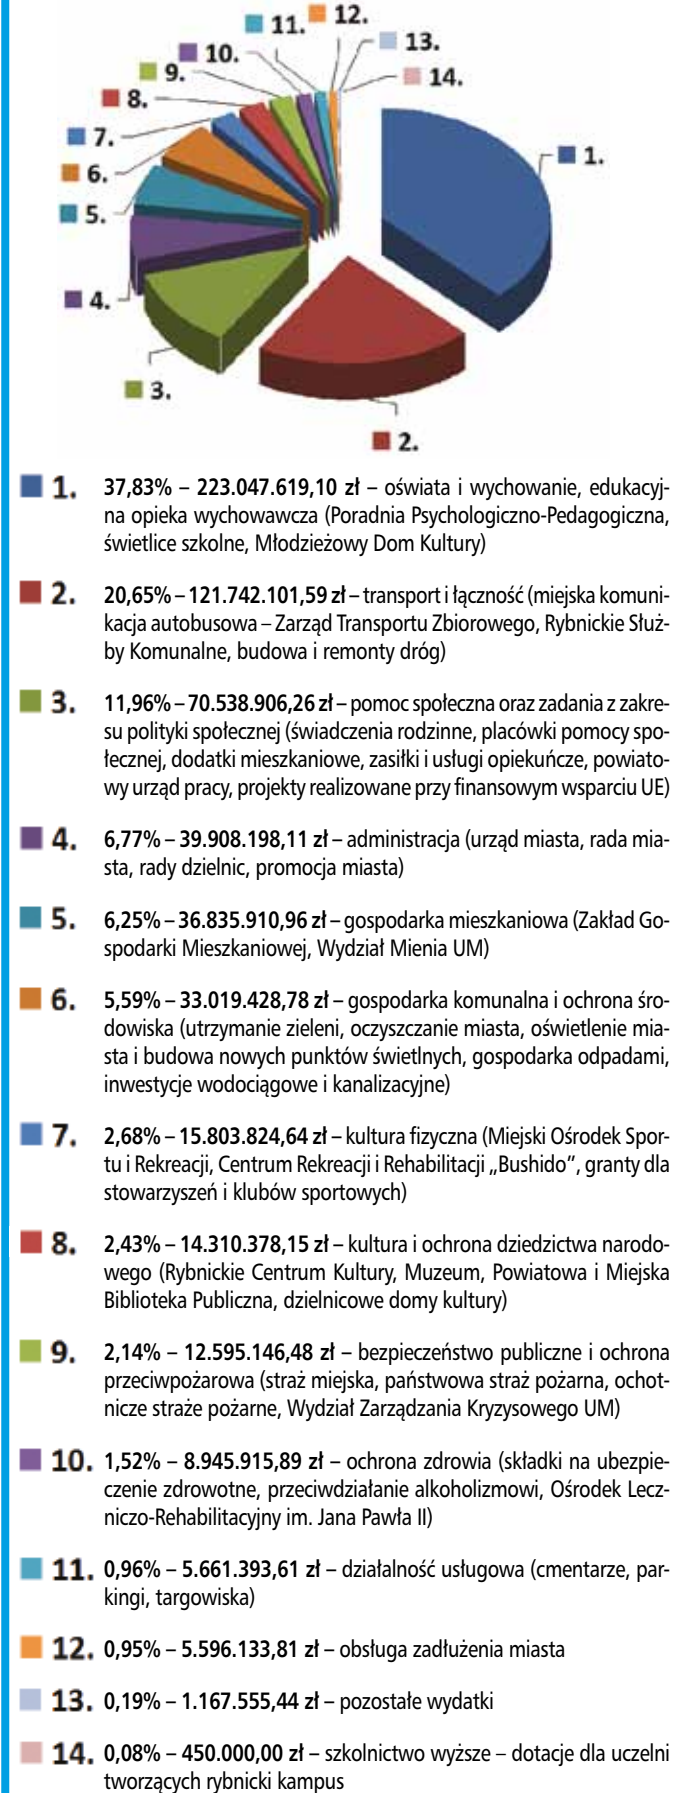 11.
12.
10.
13.
9.
14.
8.
7.
1.
6.
5.
4.
3.
2.
1. 37,83% – 223.047.619,10 zł – oświata i wychowanie, edukacyj-
na opieka wychowawcza (Poradnia Psychologiczno-Pedagogiczna,
świetlice szkolne, Młodzieżowy Dom Kultury)
2. 20,65% – 121.742.101,59 zł – transport i łączność (miejska komuni-
kacja autobusowa – Zarząd Transportu Zbiorowego, Rybnickie Służ-
by Komunalne, budowa i remonty dróg)
3. 11,96% – 70.538.906,26 zł – pomoc społeczna oraz zadania z zakre-
su polityki społecznej (świadczenia rodzinne, placówki pomocy spo-
łecznej, dodatki mieszkaniowe, zasiłki i usługi opiekuńcze, powiato-
wy urząd pracy, projekty realizowane przy finansowym wsparciu UE)
4. 6,77% – 39.908.198,11 zł – administracja (urząd miasta, rada mia-
sta, rady dzielnic, promocja miasta)
5. 6,25% – 36.835.910,96 zł – gospodarka mieszkaniowa (Zakład Go-
spodarki Mieszkaniowej, Wydział Mienia UM)
6. 5,59% – 33.019.428,78 zł – gospodarka komunalna i ochrona śro-
dowiska (utrzymanie zieleni, oczyszczanie miasta, oświetlenie mia-
sta i budowa nowych punktów świetlnych, gospodarka odpadami,
inwestycje wodociągowe i kanalizacyjne)
7. 2,68% – 15.803.824,64 zł – kultura fizyczna (Miejski Ośrodek Spor-
tu i Rekreacji, Centrum Rekreacji i Rehabilitacji „Bushido”, granty dla
stowarzyszeń i klubów sportowych)
8. 2,43% – 14.310.378,15 zł – kultura i ochrona dziedzictwa narodo-
wego (Rybnickie Centrum Kultury, Muzeum, Powiatowa i Miejska
Biblioteka Publiczna, dzielnicowe domy kultury)
9. 2,14% – 12.595.146,48 zł – bezpieczeństwo publiczne i ochrona
przeciwpożarowa (straż miejska, państwowa straż pożarna, ochot-
nicze straże pożarne, Wydział Zarządzania Kryzysowego UM)
10. 1,52% – 8.945.915,89 zł – ochrona zdrowia (składki na ubezpie-
czenie zdrowotne, przeciwdziałanie alkoholizmowi, Ośrodek Lecz-
niczo-Rehabilitacyjny im. Jana Pawła II)
11. 0,96% – 5.661.393,61 zł – działalność usługowa (cmentarze, par-
kingi, targowiska)
12. 0,95% – 5.596.133,81 zł – obsługa zadłużenia miasta
13. 0,19% – 1.167.555,44 zł – pozostałe wydatki
14. 0,08% – 450.000,00 zł – szkolnictwo wyższe – dotacje dla uczelni
tworzących rybnicki kampus